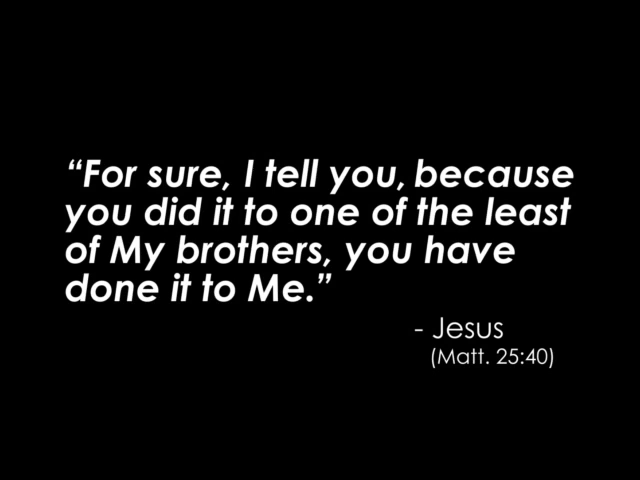 “For sure, I tell you, because
you did it to one of the least
of My brothers, you have
done it to Me.”
- Jesus
(Matt. 25:40)